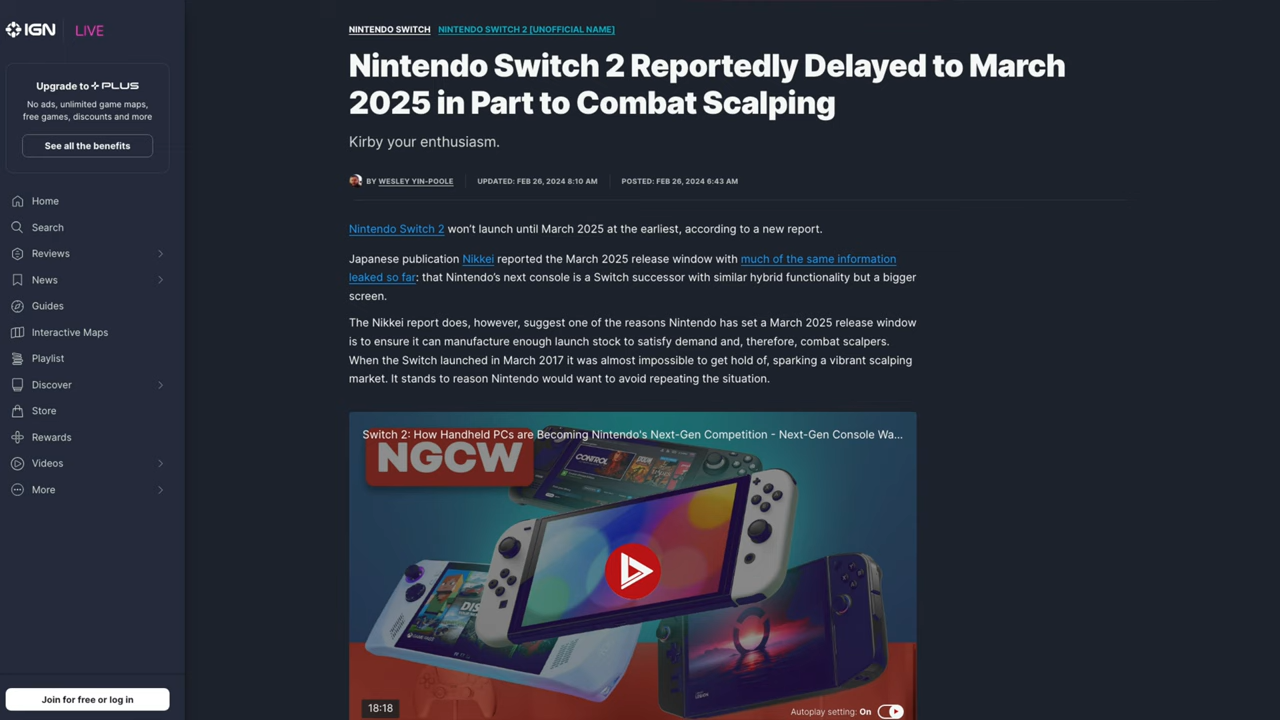 IGN LIVE
Upgrade to PLUS
No ads, unlimited game maps,
free games, discounts and more
See all the benefits
Home
Search
Reviews
News
Guides
Interactive Maps
Playlist
Discover
Store
Rewards
Videos
More
Join for free or log in
NINTENDO SWITCH NINTENDO SWITCH 2 [UNOFFICIAL NAME]
Nintendo Switch 2 Reportedly Delayed to March
2025 in Part to Combat Scalping
Kirby your enthusiasm.
BY WESLEY YIN-POOLE UPDATED: FEB 26, 2024 8:10 AM POSTED: FEB 26, 2024 6:43 AM
Nintendo Switch 2 won't launch until March 2025 at the earliest, according to a new report.
Japanese publication Nikkei reported the March 2025 release window with much of the same information
leaked so far: that Nintendo's next console is a Switch successor with similar hybrid functionality but a bigger
screen.
The Nikkei report does, however, suggest one of the reasons Nintendo has set a March 2025 release window
is to ensure it can manufacture enough launch stock to satisfy demand and, therefore, combat scalpers.
When the Switch launched in March 2017 it was almost impossible to get hold of, sparking a vibrant scalping
market. It stands to reason Nintendo would want to avoid repeating the situation.
Switch 2: How Handheld PCs are Becoming Nintendo's Next-Gen Competition - Next-Gen Console Wa...
NGCW
CONTROL
18:18
Autoplay setting: On